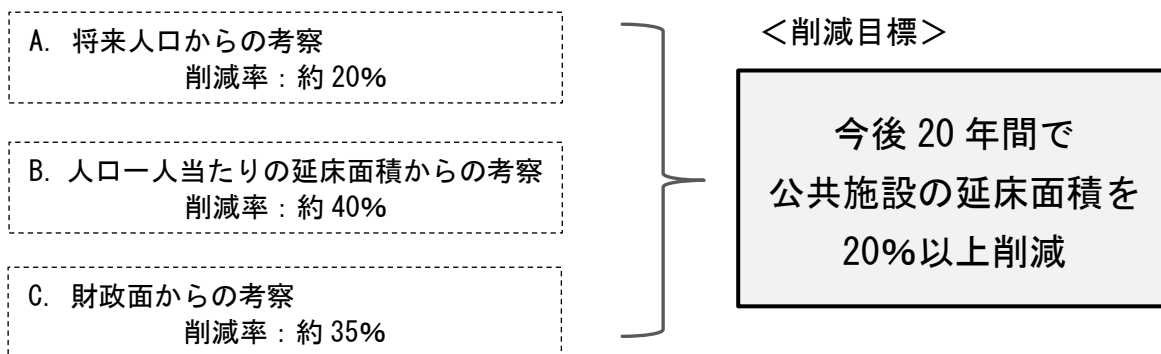 A. 将来人口からの考察
削減率：約 20%
B. 人口一人当たりの延床面積からの考察
削減率：約 40%
C. 財政面からの考察
削減率：約 35%
＜削減目標＞
今後 20 年間で
公共施設の延床面積を
20%以上削減